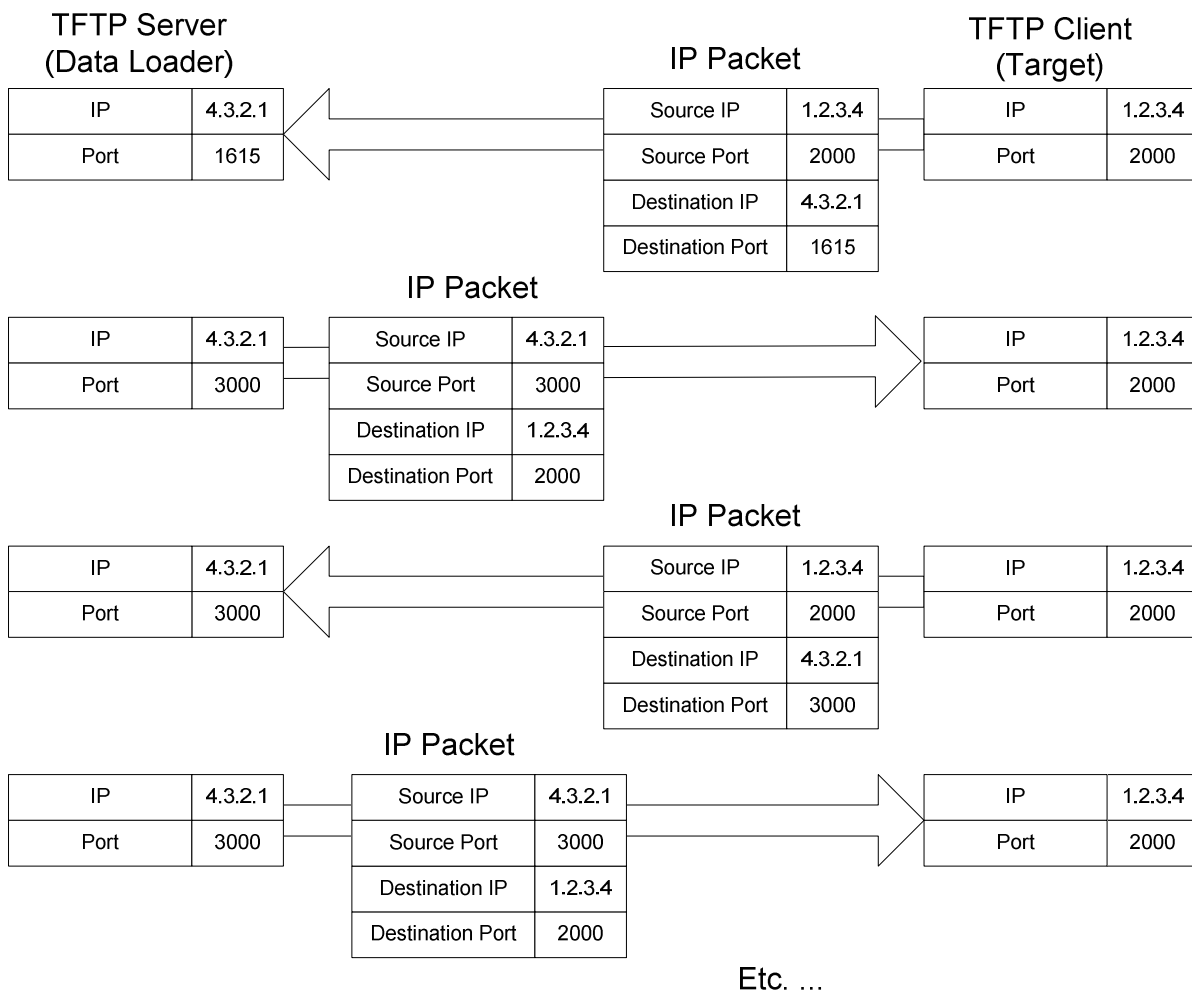 TFTP Server
(Data Loader)
IP Packet
TFTP Client
(Target)
IP 4.3.2.1
Port 1615
Source IP 1.2.3.4
Source Port 2000
Destination IP 4.3.2.1
Destination Port 1615
IP 1.2.3.4
Port 2000
IP Packet
IP 4.3.2.1
Port 3000
Source IP 4.3.2.1
Source Port 3000
Destination IP 1.2.3.4
Destination Port 2000
IP 1.2.3.4
Port 2000
IP Packet
IP 4.3.2.1
Port 3000
Source IP 1.2.3.4
Source Port 2000
Destination IP 4.3.2.1
Destination Port 3000
IP 1.2.3.4
Port 2000
IP Packet
IP 4.3.2.1
Port 3000
Source IP 4.3.2.1
Source Port 3000
Destination IP 1.2.3.4
Destination Port 2000
IP 1.2.3.4
Port 2000
Etc. ...